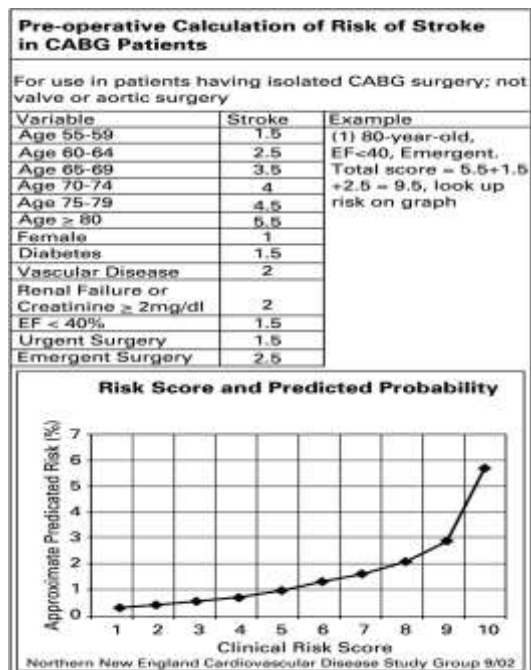 Pre-operative Calculation of Risk of Stroke
in CABG Patients
For use in patients having isolated CABG surgery; not
valve or aortic surgery
Variable Stroke Example
Age 55-59 1.5 (1) 80-year-old,
Age 60-64 2.5 EF<40, Emergent.
Age 65-69 3.5 Total score = 5.5+1.5
Age 70-74 4 +2.5 = 9.5, look up
Age 75-79 4.5 risk on graph
Age ≥ 80 5.5
Female 1
Diabetes 1.5
Vascular Disease 2
Renal Failure or
Creatinine ≥ 2mg/dl 2
EF < 40% 1.5
Urgent Surgery 1.5
Emergent Surgery 2.5
Risk Score and Predicted Probability
Approximate Predicated Risk (%)
7
6
5
4
3
2
1
0
1 2 3 4 5 6 7 8 9 10
Clinical Risk Score
Northern New England Cardiovascular Disease Study Group 9/02